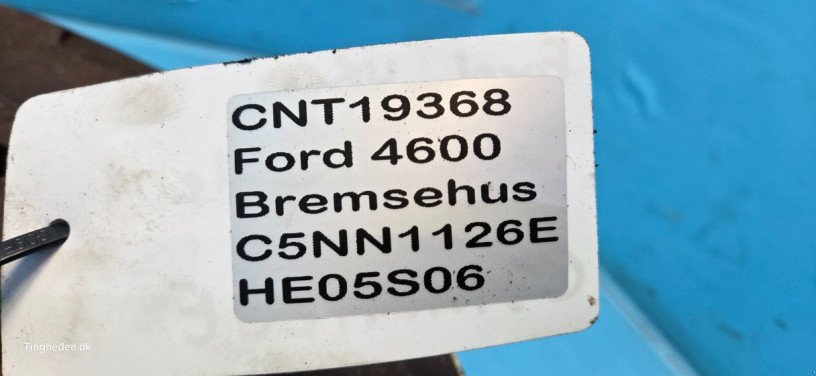 CNT19368
Ford 4600
Bremsehus
C5NN1126E
HE05S06
Tingheden.dk